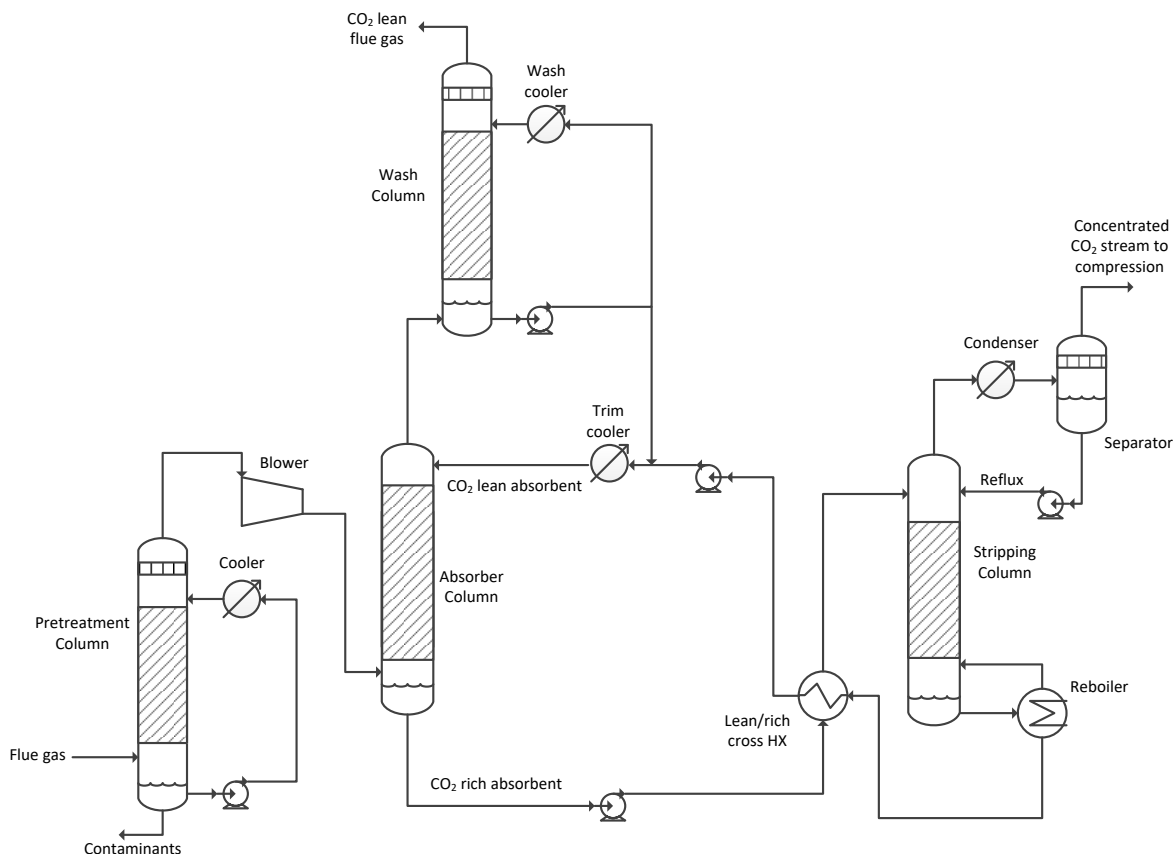 CO₂ lean
flue gas
Wash
cooler
Wash
Column
Concentrated
CO₂ stream to
compression
Condenser
Separator
Trim
cooler
Blower
CO₂ lean absorbent
Reflux
Cooler
Absorber
Column
Stripping
Column
Pretreatment
Column
Reboiler
Lean/rich
cross HX
Flue gas
CO₂ rich absorbent
Contaminants